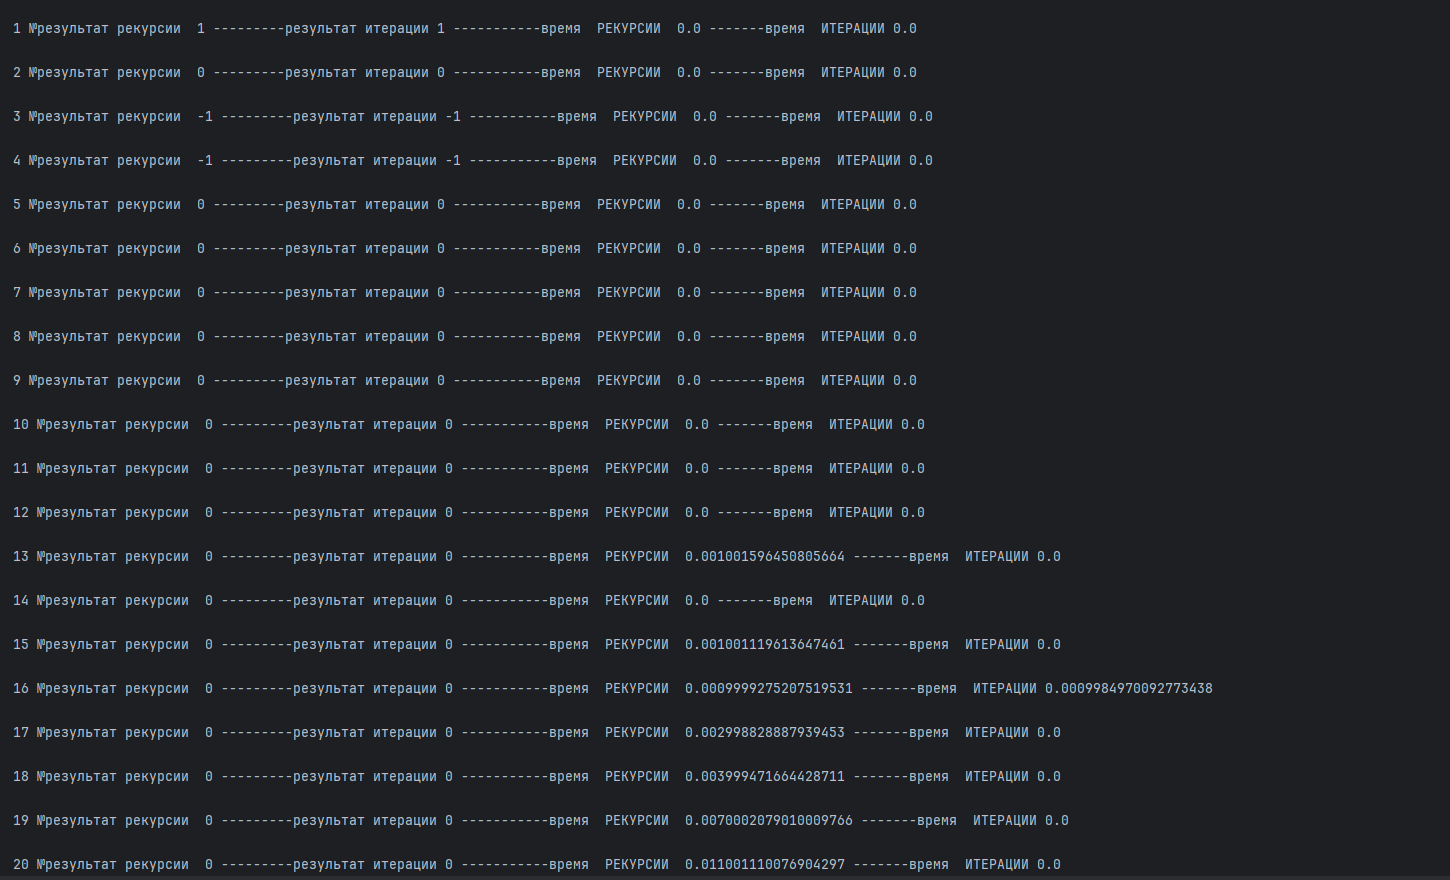 1 №результат рекурсии  1 ---------результат итерации 1 -----------время  РЕКУРСИИ  0.0 -------время  ИТЕРАЦИИ 0.0
2 №результат рекурсии  0 ---------результат итерации 0 -----------время  РЕКУРСИИ  0.0 -------время  ИТЕРАЦИИ 0.0
3 №результат рекурсии  -1 ---------результат итерации -1 -----------время  РЕКУРСИИ  0.0 -------время  ИТЕРАЦИИ 0.0
4 №результат рекурсии  -1 ---------результат итерации -1 -----------время  РЕКУРСИИ  0.0 -------время  ИТЕРАЦИИ 0.0
5 №результат рекурсии  0 ---------результат итерации 0 -----------время  РЕКУРСИИ  0.0 -------время  ИТЕРАЦИИ 0.0
6 №результат рекурсии  0 ---------результат итерации 0 -----------время  РЕКУРСИИ  0.0 -------время  ИТЕРАЦИИ 0.0
7 №результат рекурсии  0 ---------результат итерации 0 -----------время  РЕКУРСИИ  0.0 -------время  ИТЕРАЦИИ 0.0
8 №результат рекурсии  0 ---------результат итерации 0 -----------время  РЕКУРСИИ  0.0 -------время  ИТЕРАЦИИ 0.0
9 №результат рекурсии  0 ---------результат итерации 0 -----------время  РЕКУРСИИ  0.0 -------время  ИТЕРАЦИИ 0.0
10 №результат рекурсии  0 ---------результат итерации 0 -----------время  РЕКУРСИИ  0.0 -------время  ИТЕРАЦИИ 0.0
11 №результат рекурсии  0 ---------результат итерации 0 -----------время  РЕКУРСИИ  0.0 -------время  ИТЕРАЦИИ 0.0
12 №результат рекурсии  0 ---------результат итерации 0 -----------время  РЕКУРСИИ  0.0 -------время  ИТЕРАЦИИ 0.0
13 №результат рекурсии  0 ---------результат итерации 0 -----------время  РЕКУРСИИ  0.001001596450805664 -------время  ИТЕРАЦИИ 0.0
14 №результат рекурсии  0 ---------результат итерации 0 -----------время  РЕКУРСИИ  0.0 -------время  ИТЕРАЦИИ 0.0
15 №результат рекурсии  0 ---------результат итерации 0 -----------время  РЕКУРСИИ  0.001001119613647461 -------время  ИТЕРАЦИИ 0.0
16 №результат рекурсии  0 ---------результат итерации 0 -----------время  РЕКУРСИИ  0.0009999275207519531 -------время  ИТЕРАЦИИ 0.0009984970092773438
17 №результат рекурсии  0 ---------результат итерации 0 -----------время  РЕКУРСИИ  0.002998828887939453 -------время  ИТЕРАЦИИ 0.0
18 №результат рекурсии  0 ---------результат итерации 0 -----------время  РЕКУРСИИ  0.003999471664428711 -------время  ИТЕРАЦИИ 0.0
19 №результат рекурсии  0 ---------результат итерации 0 -----------время  РЕКУРСИИ  0.0070002079010009766 -------время  ИТЕРАЦИИ 0.0
20 №результат рекурсии  0 ---------результат итерации 0 -----------время  РЕКУРСИИ  0.011001110076904297 -------время  ИТЕРАЦИИ 0.0